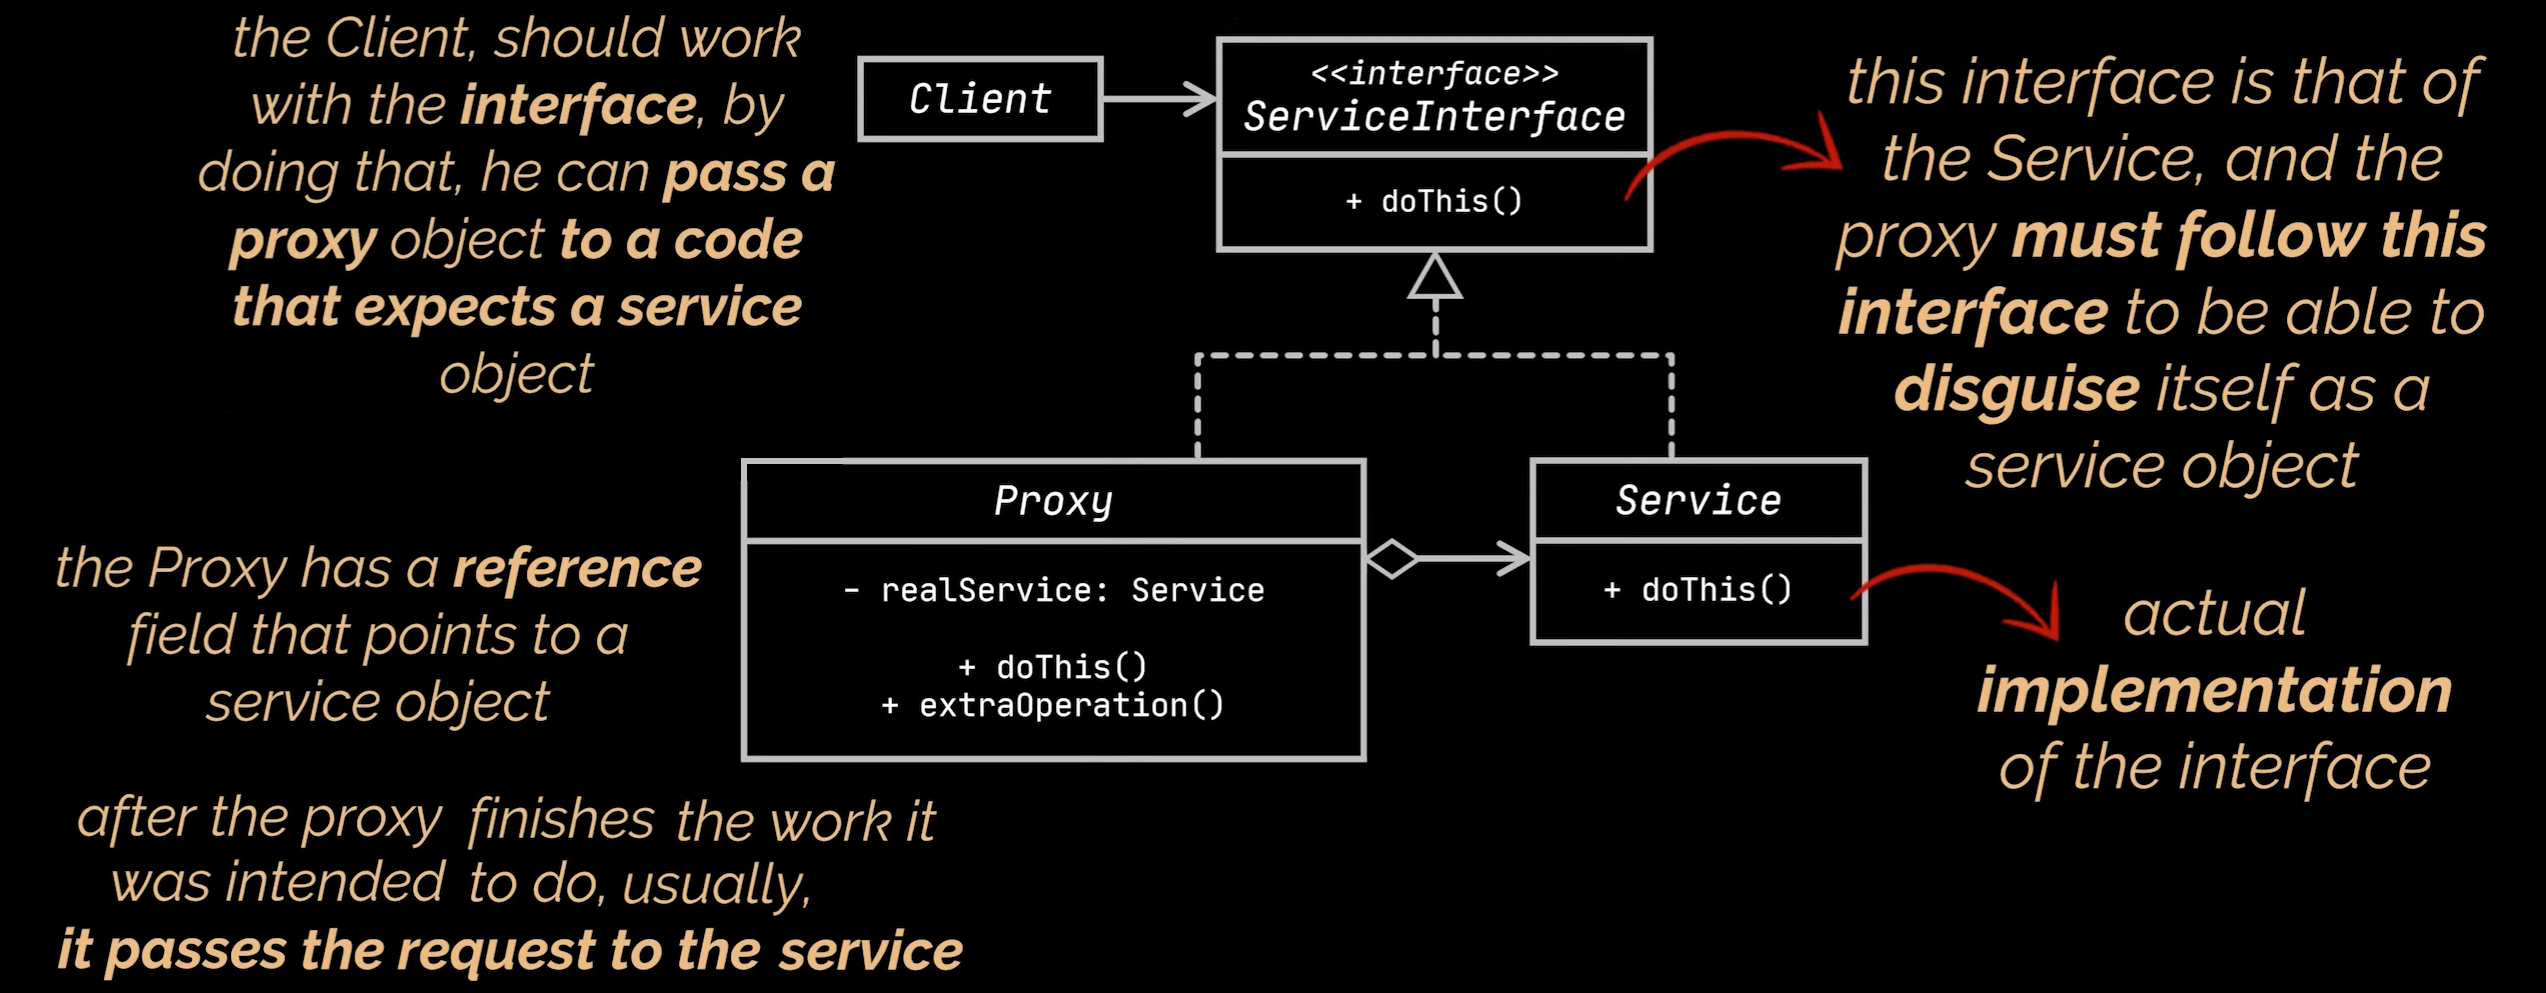 the Client, should work
with the interface, by
doing that, he can pass a
proxy object to a code
that expects a service
object
Client
<<interface>>
ServiceInterface
+ doThis()
this interface is that of
the Service, and the
proxy must follow this
interface to be able to
disguise itself as a
service object
the Proxy has a reference
field that points to a
service object
Proxy
- realService: Service
+ doThis()
+ extraOperation()
Service
+ doThis()
actual
implementation
of the interface
after the proxy finishes the work it
was intended to do, usually,
it passes the request to the service